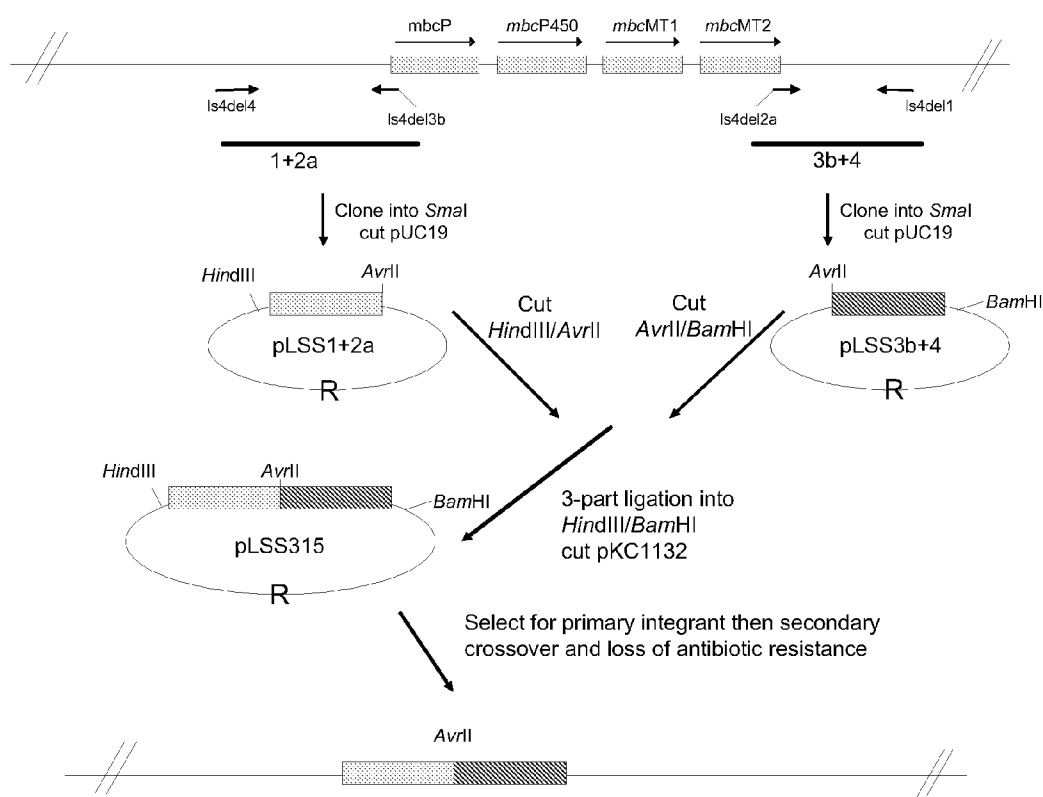 mbcP mbcP450 mbcMT1 mbcMT2
ls4del4 ls4del3b ls4del2a ls4del1
1+2a 3b+4
Clone into SmaI
cut pUC19
Clone into SmaI
cut pUC19
HindIII AvrII
pLSS1+2a
R
Cut
HindIII/AvrII
Cut
AvrII/BamHI
AvrII BamHI
pLSS3b+4
R
HindIII AvrII BamHI
pLSS315
R
3-part ligation into
HindIII/BamHI
cut pKC1132
Select for primary integrant then secondary
crossover and loss of antibiotic resistance
AvrII